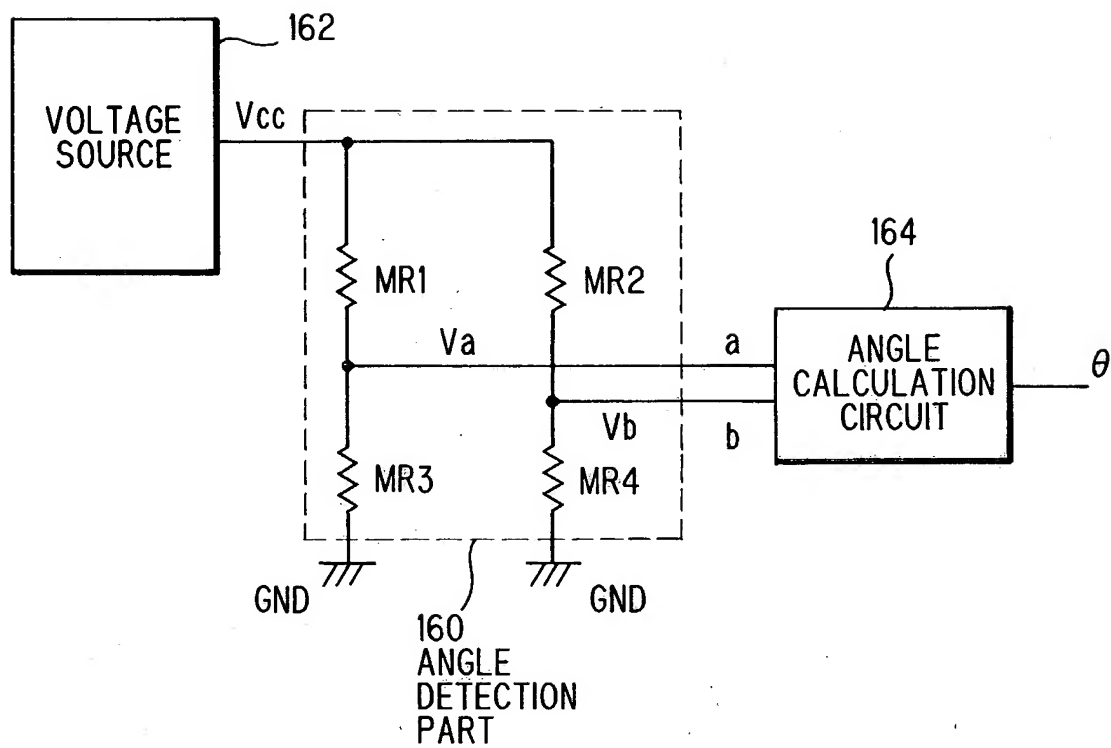 162
VOLTAGE
SOURCE
Vcc
164
MR1
MR2
Va
a
ANGLE
CALCULATION
CIRCUIT
θ
Vb
b
MR3
MR4
GND
GND
160
ANGLE
DETECTION
PART